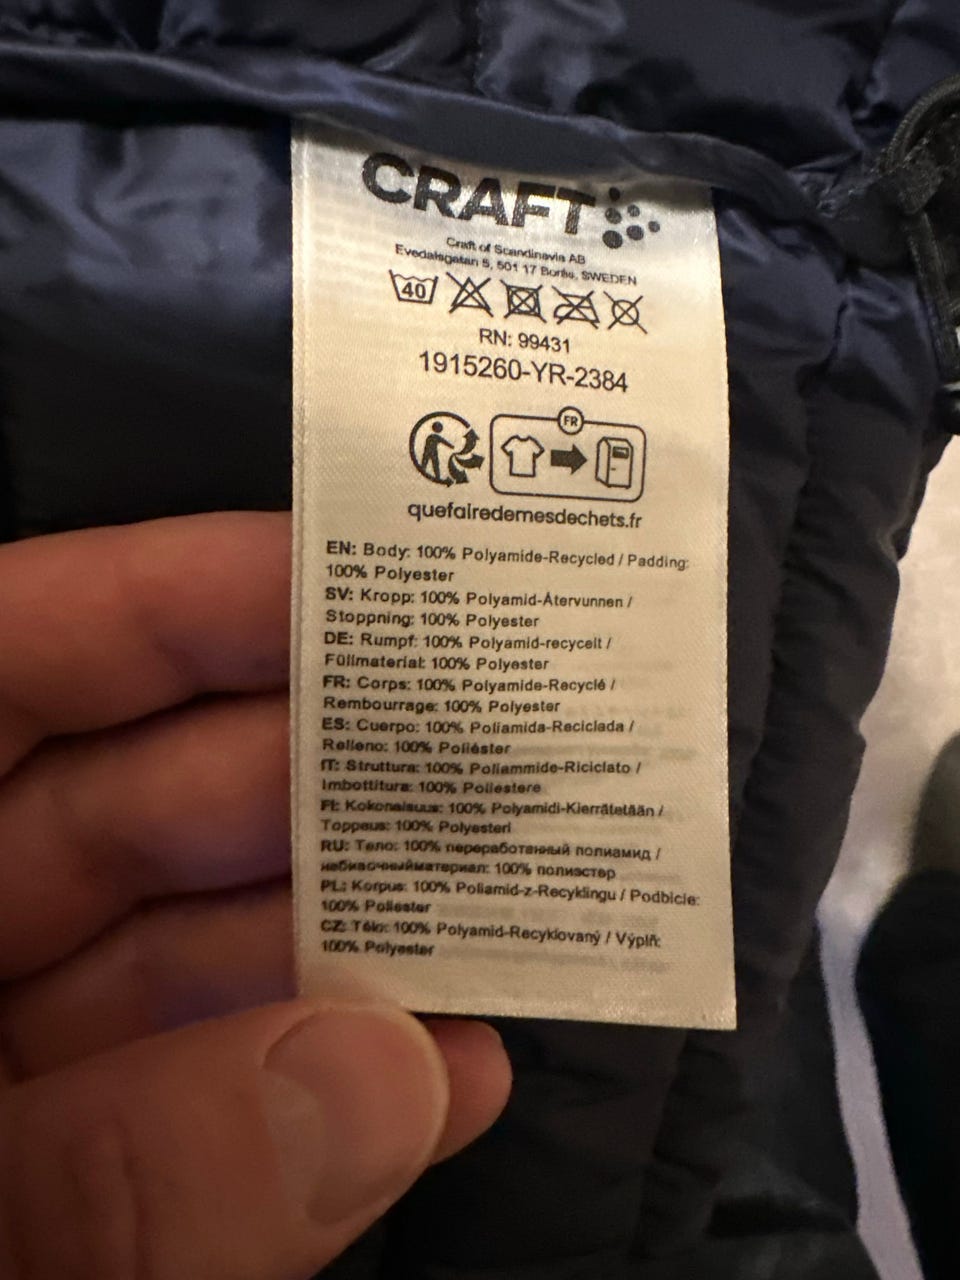 CRAFT
Craft of Scandinavia AB
Evedalsgatan 5, 501 17 Borås, SWEDEN
40
RN: 99431
1915260-YR-2384
FR
quefairedemesdechets.fr
EN: Body: 100% Polyamide-Recycled / Padding:
100% Polyester
SV: Kropp: 100% Polyamid-Återvunnen /
Stoppning: 100% Polyester
DE: Rumpf: 100% Polyamid-recycelt /
Füllmaterial: 100% Polyester
FR: Corps: 100% Polyamide-Recyclé /
Rembourrage: 100% Polyester
ES: Cuerpo: 100% Poliamida-Reciclada /
Relleno: 100% Poliéster
IT: Struttura: 100% Poliammide-Riciclato /
Imbottitura: 100% Poliestere
FI: Kokonaisuus: 100% Polyamidi-Kierrätetään /
Toppaus: 100% Polyesteri
RU: Тело: 100% переработанный полиамид /
набивочныйматериал: 100% полиэстер
PL: Korpus: 100% Poliamid-z-Recyklingu / Podbicie:
100% Poliester
CZ: Tělo: 100% Polyamid-Recyklovaný / Výplň:
100% Polyester